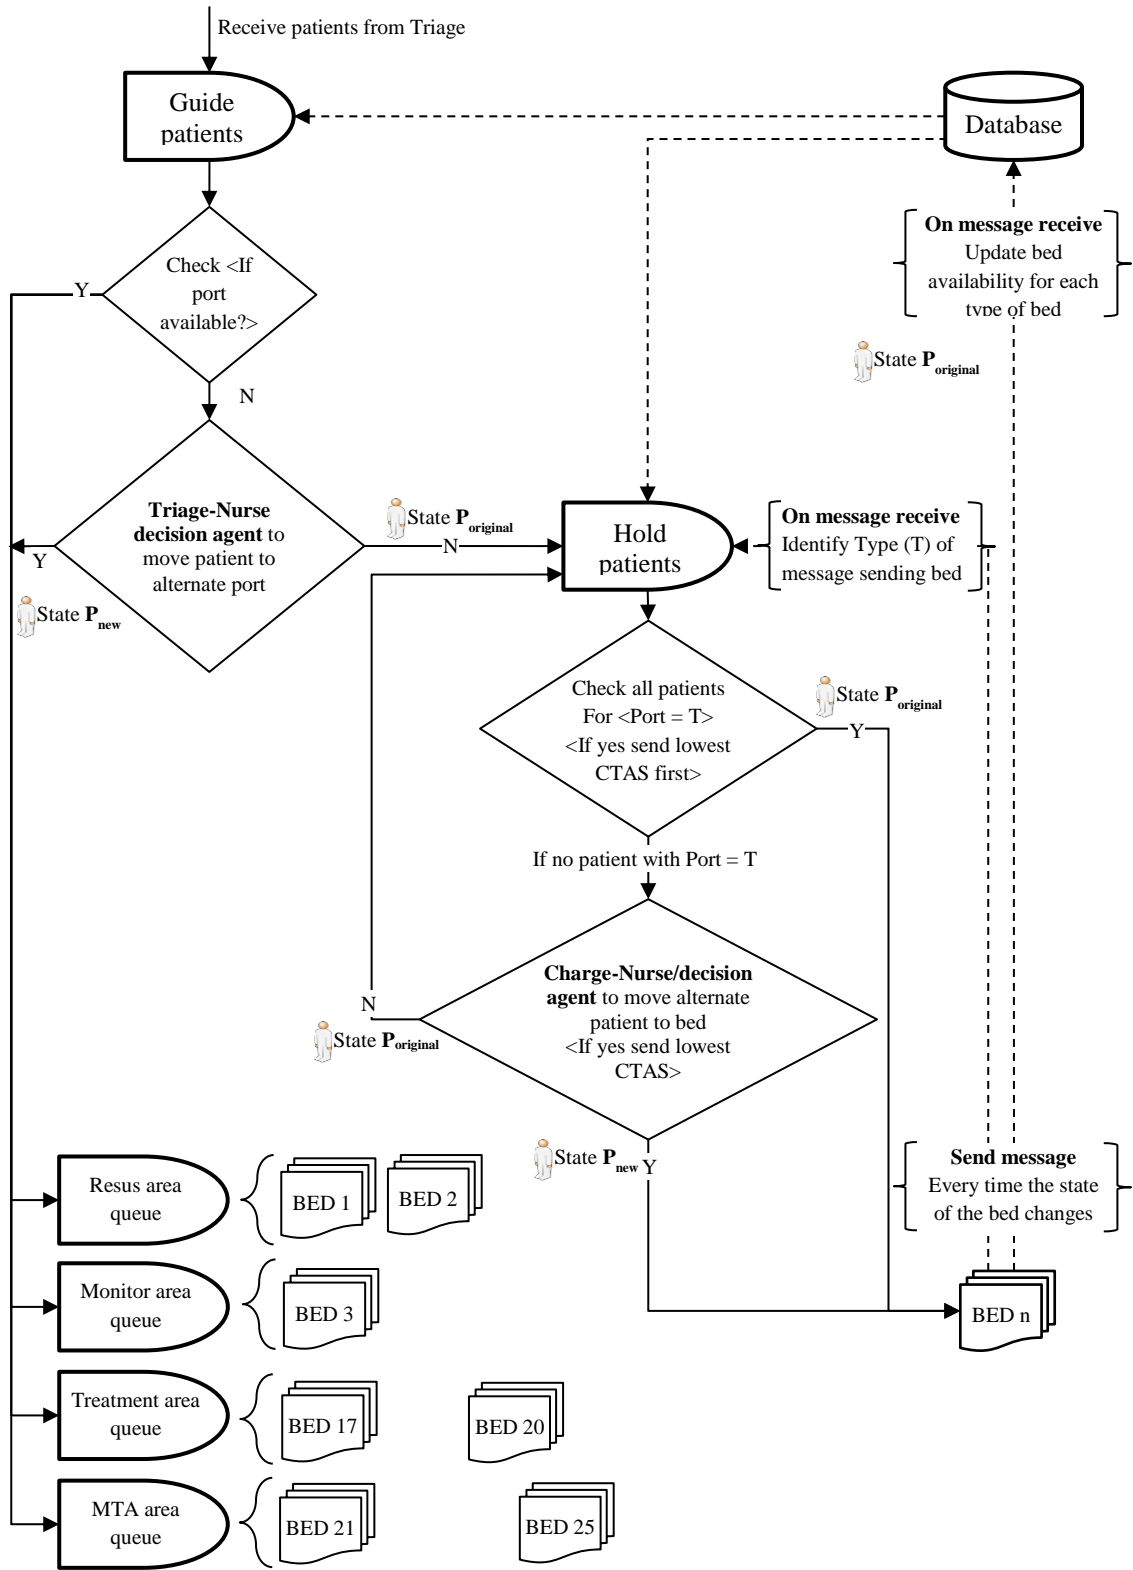 Receive patients from Triage
Guide
patients
Database
On message receive
Update bed
availability for each
type of bed
Check <If
port
available?>
Y
N
State P original
Triage-Nurse
decision agent to
move patient to
alternate port
State P original
N
Y
State P new
Hold
patients
On message receive
Identify Type (T) of
message sending bed
Check all patients
For <Port = T>
<If yes send lowest
CTAS first>
State P original
Y
If no patient with Port = T
Charge-Nurse/decision
agent to move alternate
patient to bed
<If yes send lowest
CTAS>
N
State P original
State P new Y
Send message
Every time the state
of the bed changes
Resus area
queue
BED 1
BED 2
Monitor area
queue
BED 3
BED n
Treatment area
queue
BED 17
BED 20
MTA area
queue
BED 21
BED 25